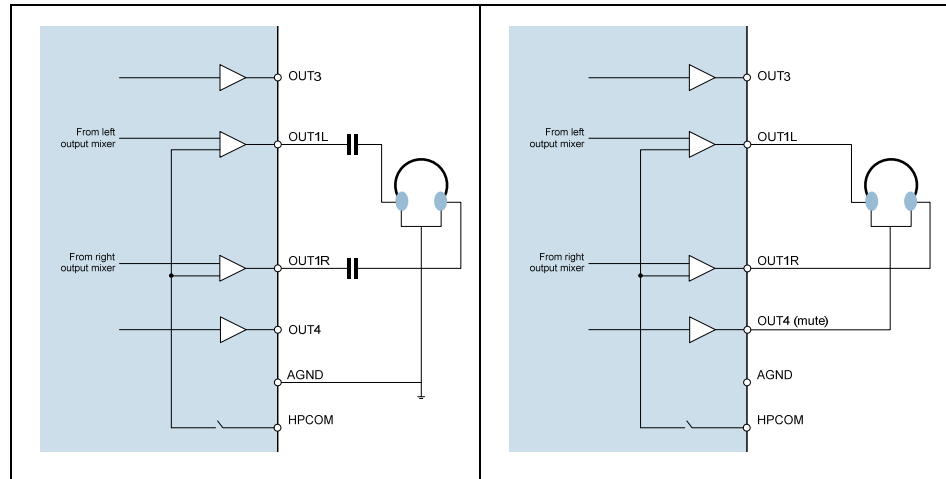 OUT3
From left
output mixer
OUT1L
From right
output mixer
OUT1R
OUT4
AGND
HPCOM
OUT3
From left
output mixer
OUT1L
From right
output mixer
OUT1R
OUT4 (mute)
AGND
HPCOM